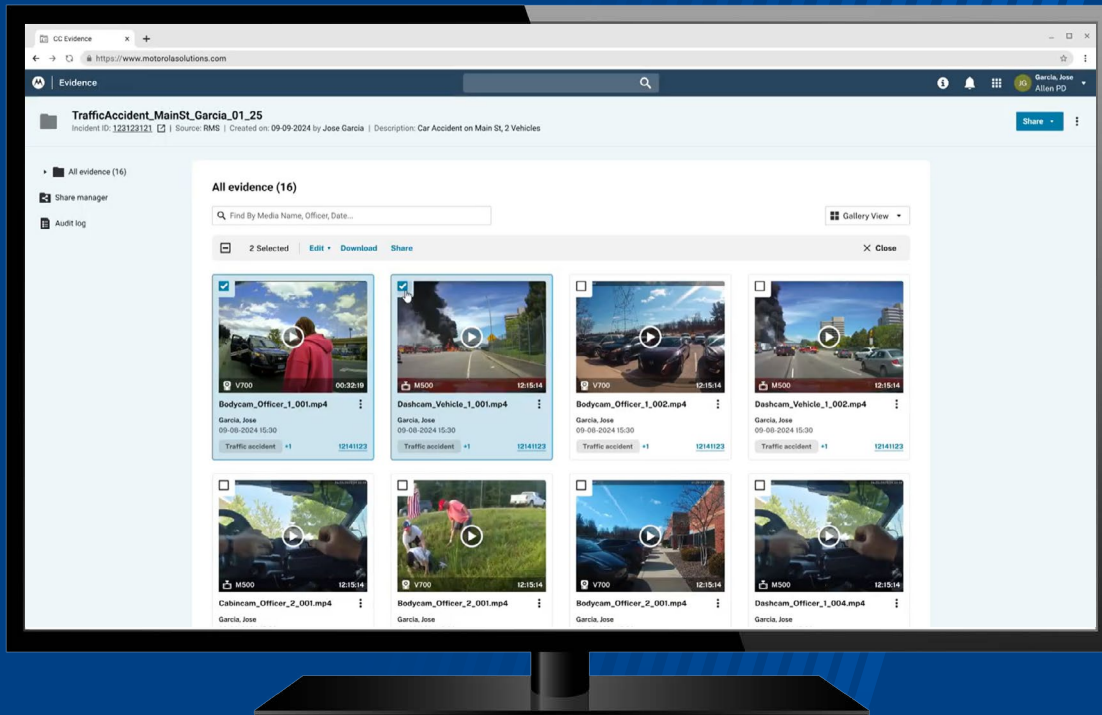 CC Evidence
https://www.motorolasolutions.com
Evidence
JG
Garcia, Jose
Allen PD
TrafficAccident_MainSt_Garcia_01_25
Incident ID: 123123121 | Source: RMS | Created on: 09-09-2024 by Jose Garcia | Description: Car Accident on Main St, 2 Vehicles
Share
All evidence (16)
Share manager
Audit log
All evidence (16)
Find By Media Name, Officer, Date...
Gallery View
2 Selected | Edit Download Share
Close
V700 00:32:19
Bodycam_Officer_1_001.mp4
Garcia, Jose
09-08-2024 15:30
Traffic accident +1 12141123
M500 12:15:14
Dashcam_Vehicle_1_001.mp4
Garcia, Jose
09-08-2024 15:30
Traffic accident +1 12141123
V700 12:15:14
Bodycam_Officer_1_002.mp4
Garcia, Jose
09-08-2024 15:30
Traffic accident +1 12141123
M500 12:15:14
Dashcam_Vehicle_1_002.mp4
Garcia, Jose
09-08-2024 15:30
Traffic accident +1 12141123
M500 12:15:14
Cabincam_Officer_2_001.mp4
Garcia, Jose
V700 12:15:14
Bodycam_Officer_2_001.mp4
Garcia, Jose
V700 12:15:14
Bodycam_Officer_2_001.mp4
Garcia, Jose
M500 12:15:14
Dashcam_Officer_1_004.mp4
Garcia, Jose